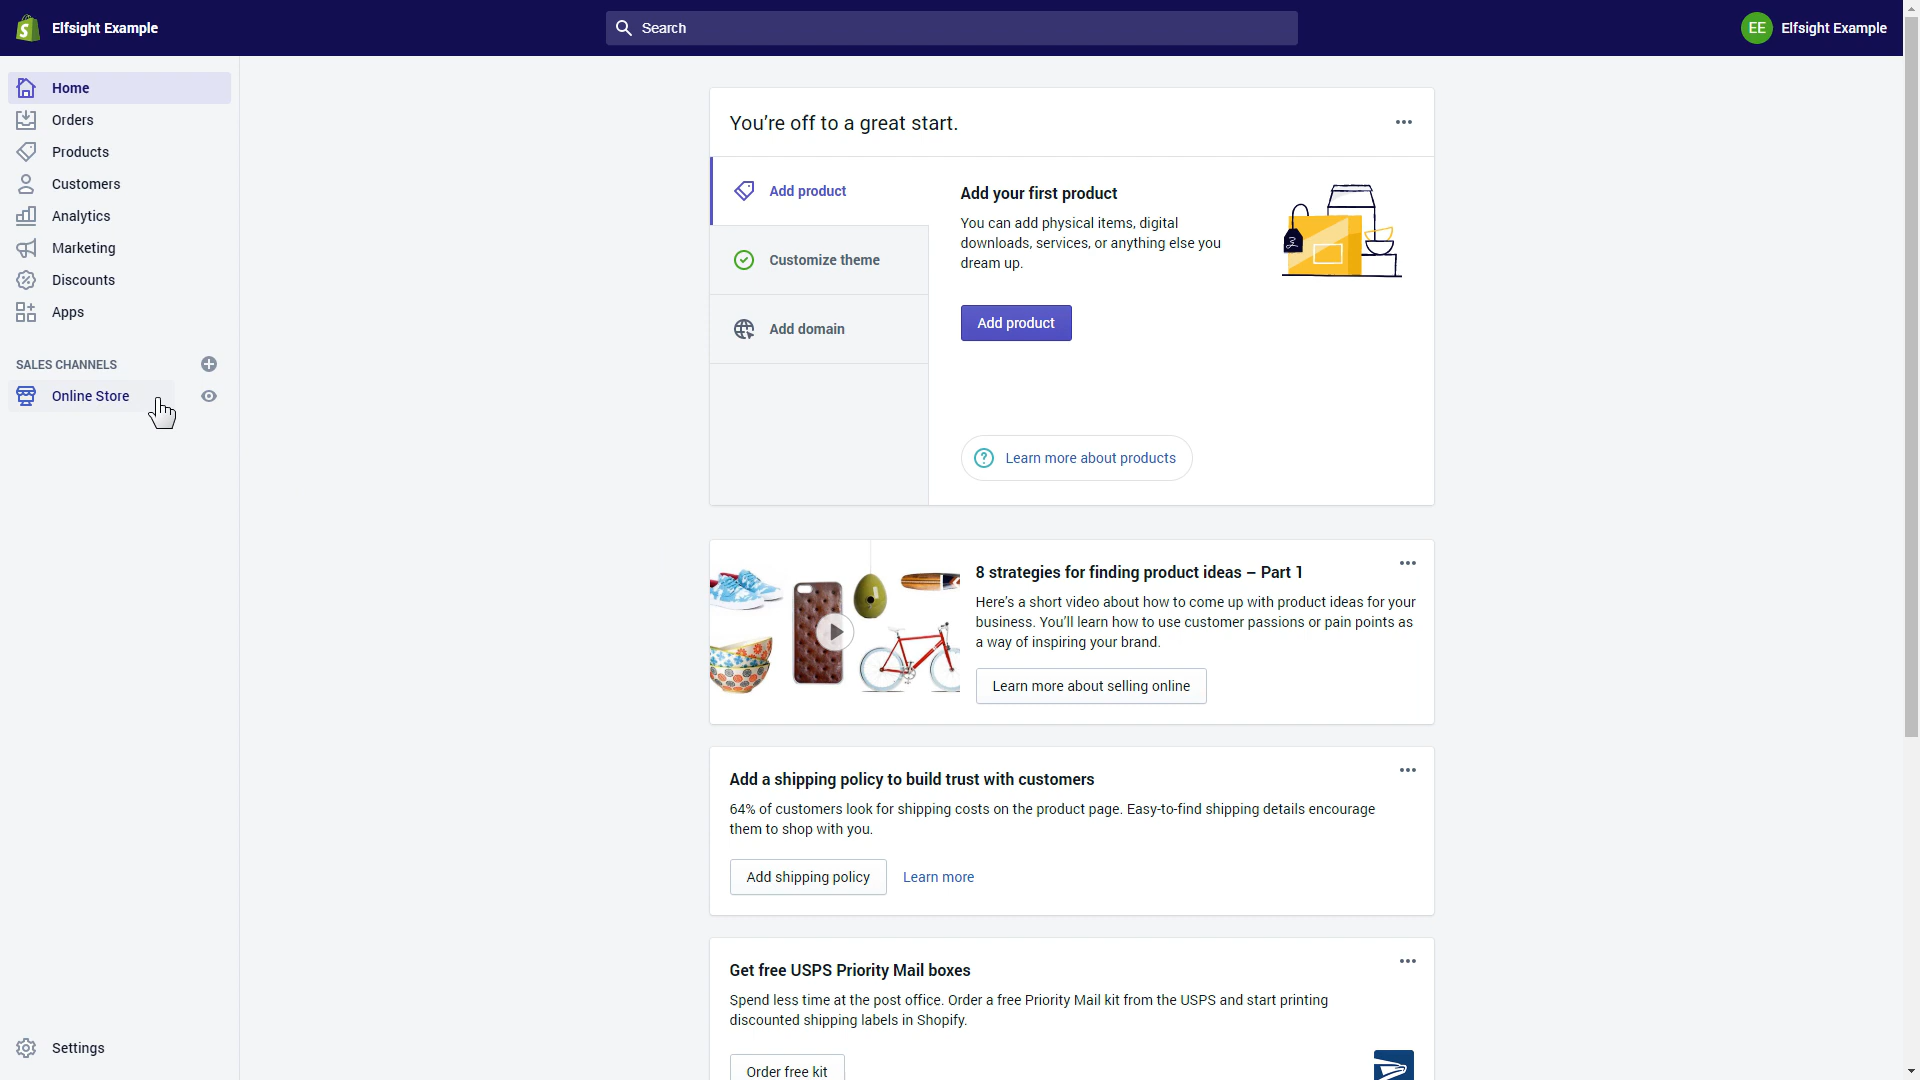 Elfsight Example
Search
EE Elfsight Example
Home
Orders
Products
Customers
Analytics
Marketing
Discounts
Apps
SALES CHANNELS
Online Store
Settings
You're off to a great start.
Add product
Customize theme
Add domain
Add your first product
You can add physical items, digital
downloads, services, or anything else you
dream up.
Add product
Learn more about products
8 strategies for finding product ideas – Part 1
Here's a short video about how to come up with product ideas for your
business. You'll learn how to use customer passions or pain points as
a way of inspiring your brand.
Learn more about selling online
Add a shipping policy to build trust with customers
64% of customers look for shipping costs on the product page. Easy-to-find shipping details encourage
them to shop with you.
Add shipping policy
Learn more
Get free USPS Priority Mail boxes
Spend less time at the post office. Order a free Priority Mail kit from the USPS and start printing
discounted shipping labels in Shopify.
Order free kit